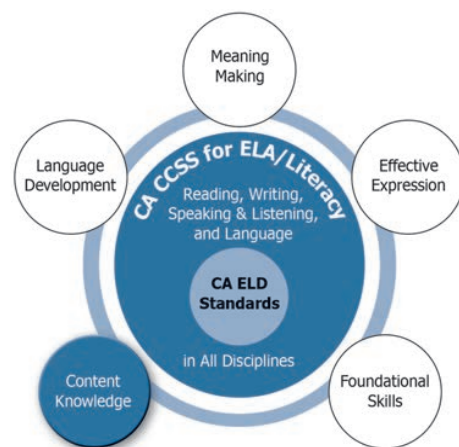 Meaning
Making
Language
Development
Effective
Expression
CA CCSS for ELA/Literacy
Reading, Writing,
Speaking & Listening,
and Language
CA ELD
Standards
in All Disciplines
Content
Knowledge
Foundational
Skills